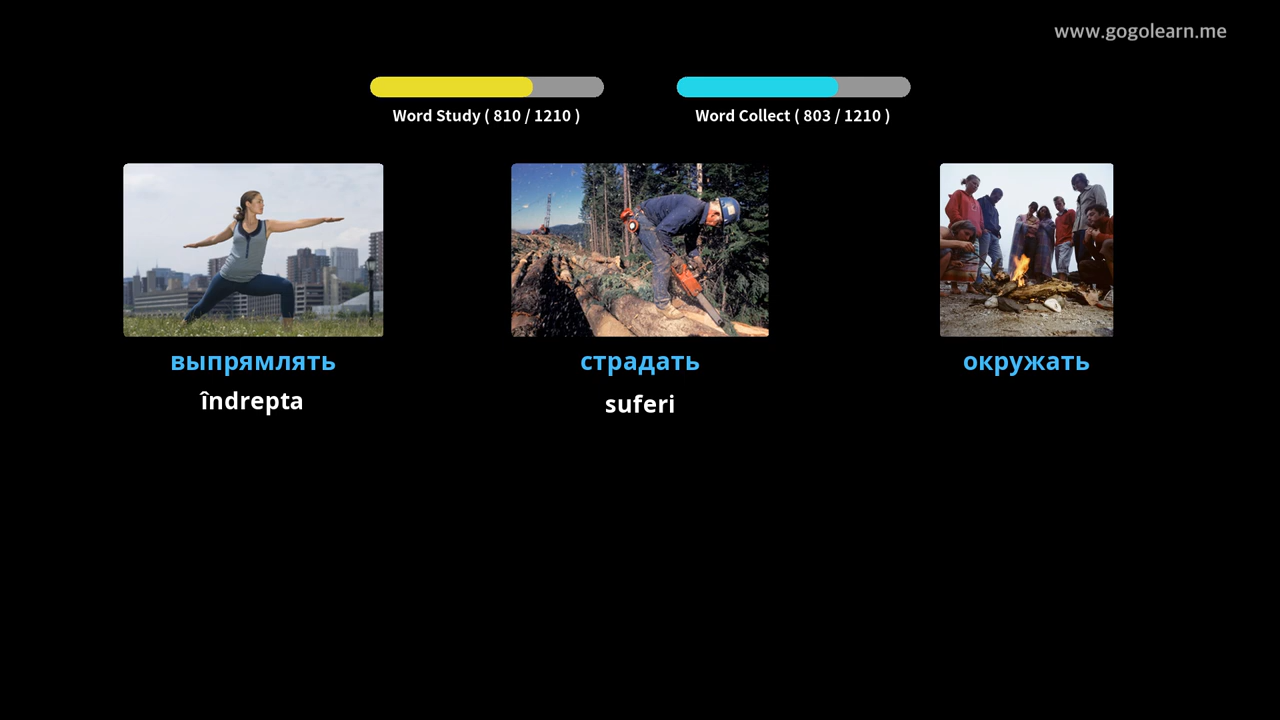 www.gogolearn.me
Word Study ( 810 / 1210 )
Word Collect ( 803 / 1210 )
выпрямлять
страдать
окружать
îndrepta
suferi